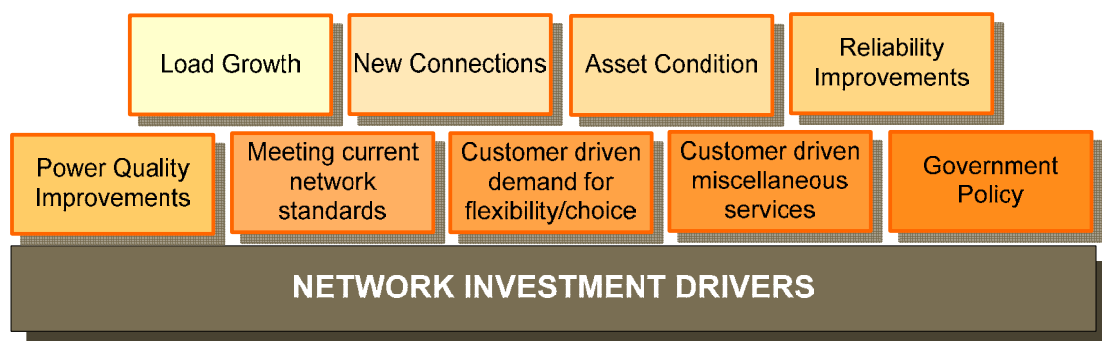 Load Growth
New Connections
Asset Condition
Reliability
Improvements
Power Quality
Improvements
Meeting current
network
standards
Customer driven
demand for
flexibility/choice
Customer driven
miscellaneous
services
Government
Policy
NETWORK INVESTMENT DRIVERS